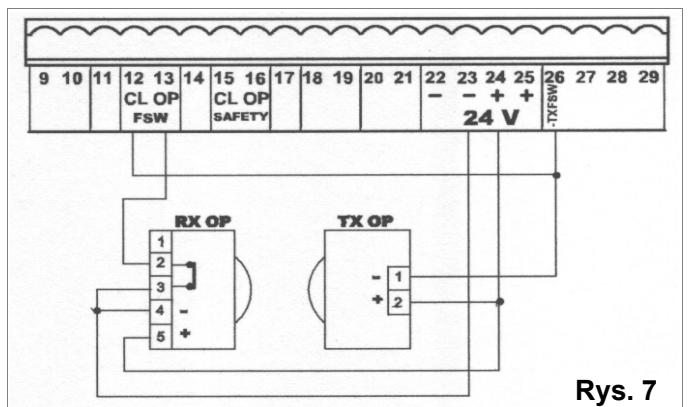 9 10 11 12 13 14 15 16 17 18 19 20 21 22 23 24 25 26 27 28 29
CL OP CL OP - - + +
FSW SAFETY 24 V -TXFSW
RX OP TX OP
1
2
3
4 -
5 +
- 1
+ 2
Rys. 7